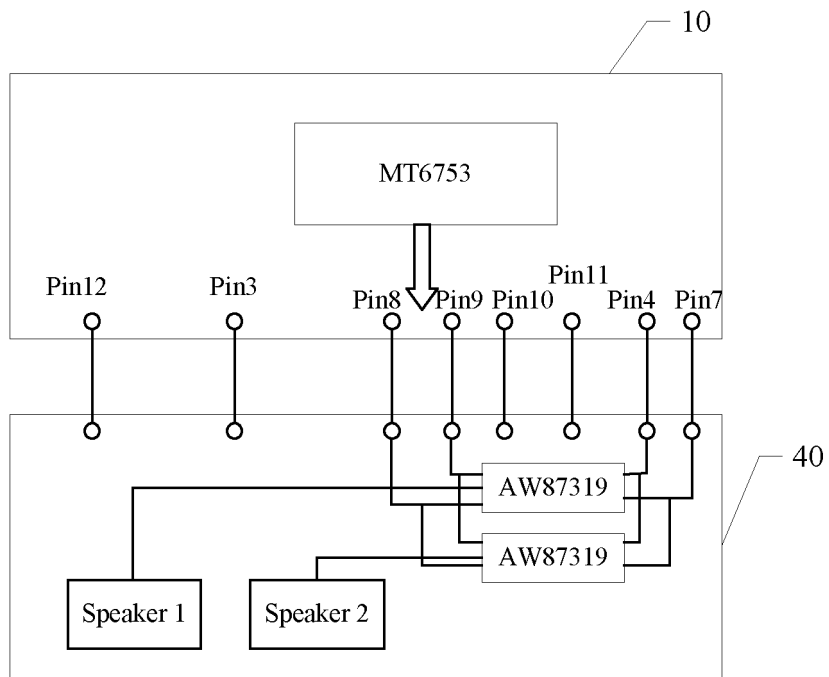 10
MT6753
Pin12
Pin3
Pin8
Pin9
Pin10
Pin11
Pin4
Pin7
40
AW87319
AW87319
Speaker 1
Speaker 2